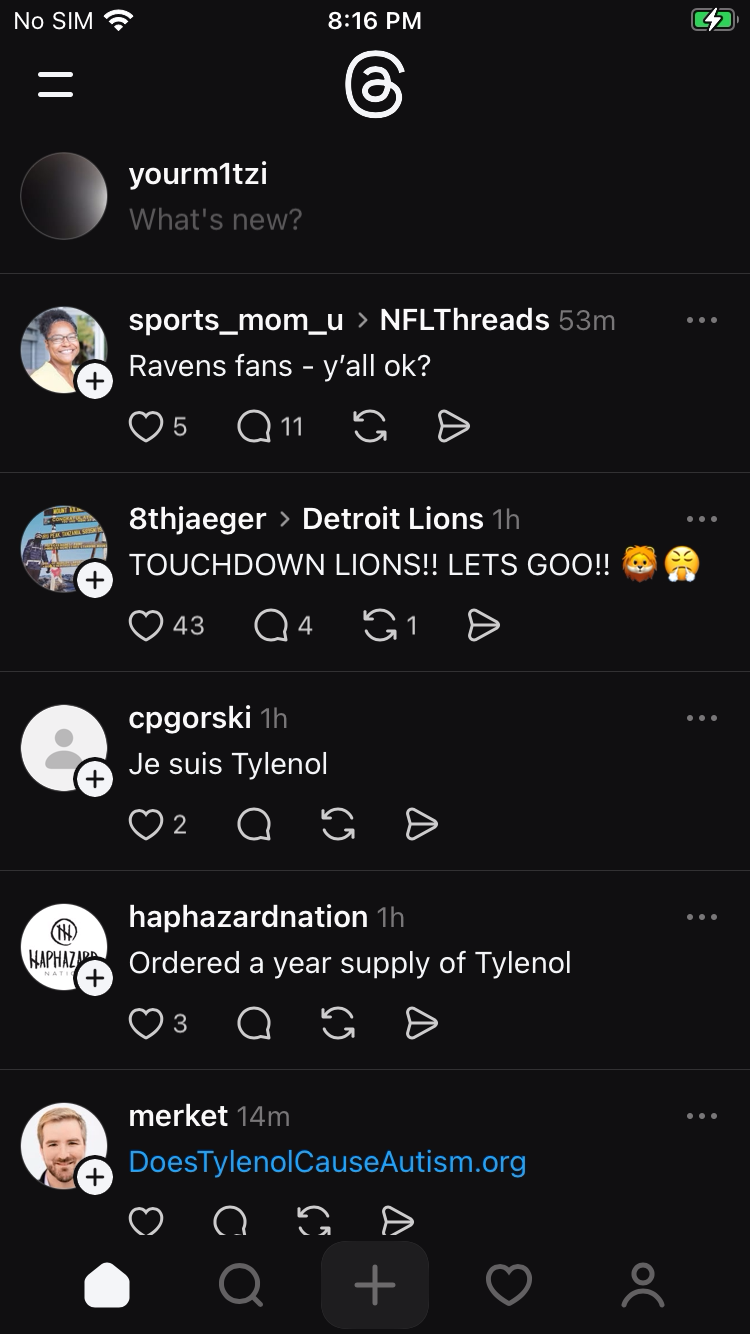 No SIM 8:16 PM
yourm1tzi
What's new?
sports_mom_u > NFLThreads 53m
Ravens fans - y’all ok?
5 11
8thjaeger > Detroit Lions 1h
TOUCHDOWN LIONS!! LETS GOO!! 🦁😤
43 4 1
cpgorski 1h
Je suis Tylenol
2
haphazardnation 1h
HAPHAZARD
NATIO
Ordered a year supply of Tylenol
3
merket 14m
DoesTylenolCauseAutism.org